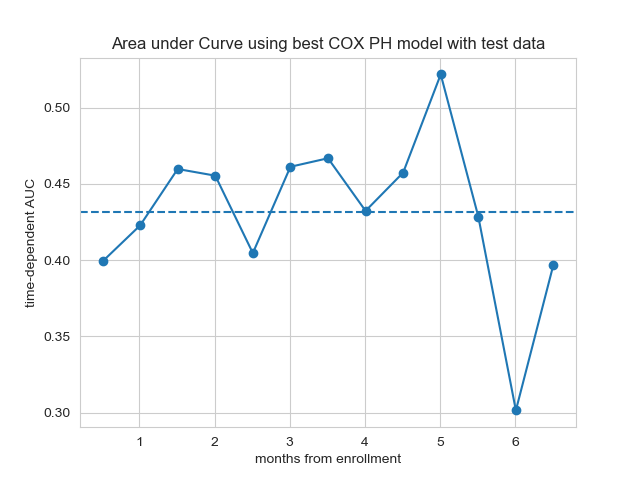 Area under Curve using best COX PH model with test data
time-dependent AUC
0.50
0.45
0.40
0.35
0.30
1 2 3 4 5 6
months from enrollment